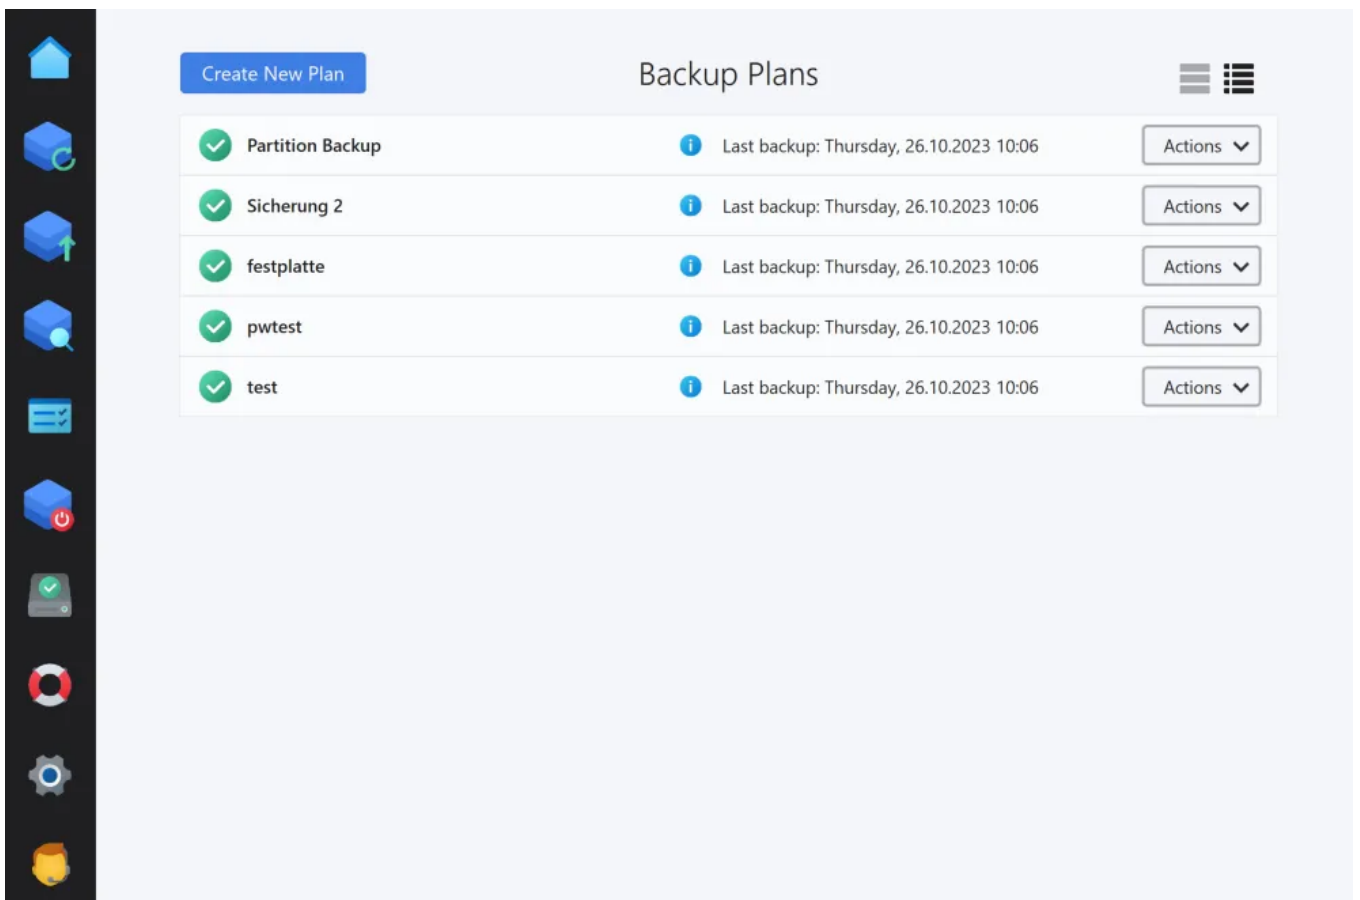 Create New Plan
Backup Plans
Partition Backup
Last backup: Thursday, 26.10.2023 10:06
Actions
Sicherung 2
Last backup: Thursday, 26.10.2023 10:06
Actions
festplatte
Last backup: Thursday, 26.10.2023 10:06
Actions
pwtest
Last backup: Thursday, 26.10.2023 10:06
Actions
test
Last backup: Thursday, 26.10.2023 10:06
Actions